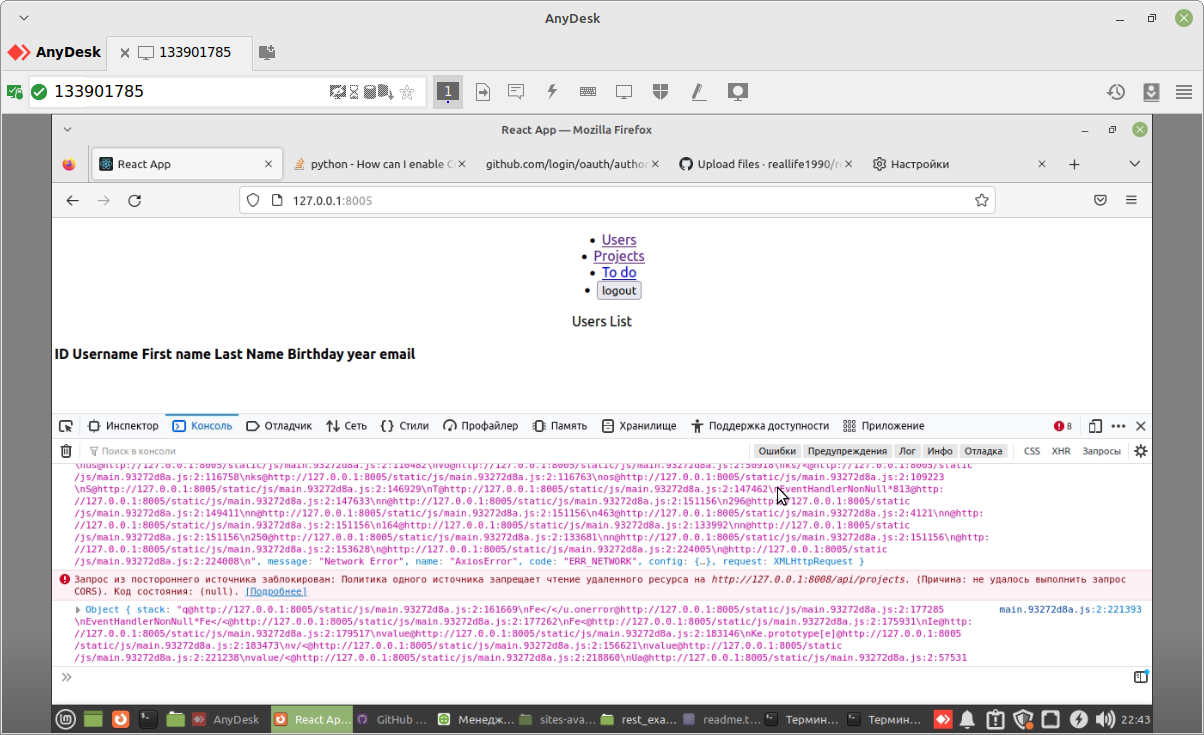 AnyDesk
AnyDesk
133901785
133901785
1
React App — Mozilla Firefox
React App
python - How can I enable C
github.com/login/oauth/author
Upload files · reallife1990/r
Настройки
127.0.0.1:8005
Users
Projects
To do
logout
Users List
ID Username First name Last Name Birthday year email
Инспектор
Консоль
Отладчик
Сеть
Стили
Профайлер
Память
Хранилище
Поддержка доступности
Приложение
8
Поиск в консоли
Ошибки
Предупреждения
Лог
Инфо
Отладка
CSS
XHR
Запросы
/js/main.93272d8a.js:2:116758\nks@http://127.0.0.1:8005/static/js/main.93272d8a.js:2:116763\nos@http://127.0.0.1:8005/static/js/main.93272d8a.js:2:109223
\nS@http://127.0.0.1:8005/static/js/main.93272d8a.js:2:146929\nT@http://127.0.0.1:8005/static/js/main.93272d8a.js:2:147462\nEventHandlerNonNull*813@http:
//127.0.0.1:8005/static/js/main.93272d8a.js:2:147633\nn@http://127.0.0.1:8005/static/js/main.93272d8a.js:2:151156\n296@http://127.0.0.1:8005/static
/js/main.93272d8a.js:2:149411\nn@http://127.0.0.1:8005/static/js/main.93272d8a.js:2:151156\n463@http://127.0.0.1:8005/static/js/main.93272d8a.js:2:4121\nn@http:
//127.0.0.1:8005/static/js/main.93272d8a.js:2:151156\n164@http://127.0.0.1:8005/static/js/main.93272d8a.js:2:133992\nn@http://127.0.0.1:8005/static
/js/main.93272d8a.js:2:151156\n250@http://127.0.0.1:8005/static/js/main.93272d8a.js:2:133681\nn@http://127.0.0.1:8005/static/js/main.93272d8a.js:2:151156\n@http:
//127.0.0.1:8005/static/js/main.93272d8a.js:2:153628\n@http://127.0.0.1:8005/static/js/main.93272d8a.js:2:224005\n@http://127.0.0.1:8005/static
/js/main.93272d8a.js:2:224008\n", message: "Network Error", name: "AxiosError", code: "ERR_NETWORK", config: {…}, request: XMLHttpRequest }
Запрос из постороннего источника заблокирован: Политика одного источника запрещает чтение удаленного ресурса на http://127.0.0.1:8008/api/projects. (Причина: не удалось выполнить запрос
CORS). Код состояния: (null). [Подробнее]
Object { stack: "q@http://127.0.0.1:8005/static/js/main.93272d8a.js:2:161669\nFe</</u.onerror@http://127.0.0.1:8005/static/js/main.93272d8a.js:2:177285
main.93272d8a.js:2:221393
\nEventHandlerNonNull*Fe</<@http://127.0.0.1:8005/static/js/main.93272d8a.js:2:177262\nFe@http://127.0.0.1:8005/static/js/main.93272d8a.js:2:175931\nIe@http:
//127.0.0.1:8005/static/js/main.93272d8a.js:2:179517\nvalue@http://127.0.0.1:8005/static/js/main.93272d8a.js:2:183146\nKe.prototype[e]@http://127.0.0.1:8005
/static/js/main.93272d8a.js:2:183473\nv/<@http://127.0.0.1:8005/static/js/main.93272d8a.js:2:156621\nvalue@http://127.0.0.1:8005/static
/js/main.93272d8a.js:2:221238\nvalue/<@http://127.0.0.1:8005/static/js/main.93272d8a.js:2:218860\nUa@http://127.0.0.1:8005/static/js/main.93272d8a.js:2:57531
AnyDesk
React Ap...
GitHub ...
Менедж...
sites-ava...
rest_exa...
readme.t...
Термин...
Термин...
22:43